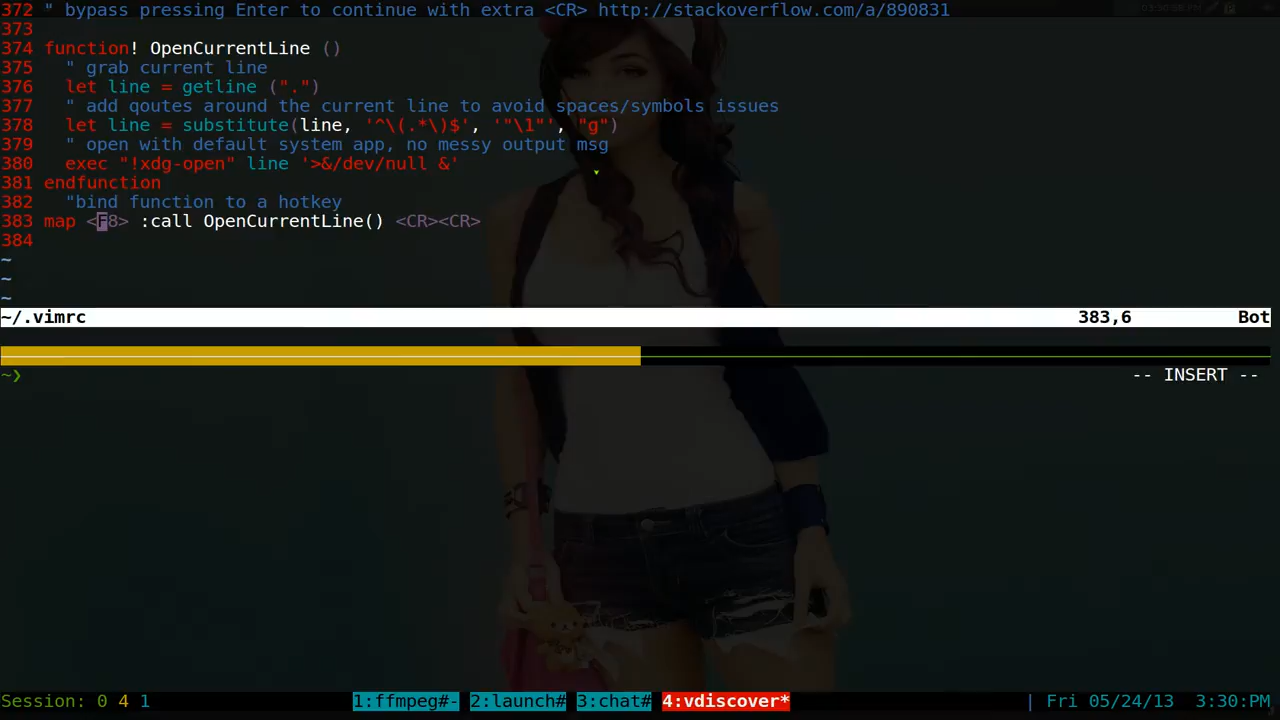 372 " bypass pressing Enter to continue with extra <CR> http://stackoverflow.com/a/890831
373
374 function! OpenCurrentLine ()
375   " grab current line
376   let line = getline (".")
377   " add qoutes around the current line to avoid spaces/symbols issues
378   let line = substitute(line, '^\(.*\)$', '"\1"', "g")
379   " open with default system app, no messy output msg
380   exec "!xdg-open" line '>&/dev/null &'
381 endfunction
382   "bind function to a hotkey
383 map <F8> :call OpenCurrentLine() <CR><CR>
384
~
~
~
~/.vimrc 383,6 Bot
~❯ -- INSERT --
Session: 0 4 1 1:ffmpeg#- 2:launch# 3:chat# 4:vdiscover* | Fri 05/24/13 3:30:PM